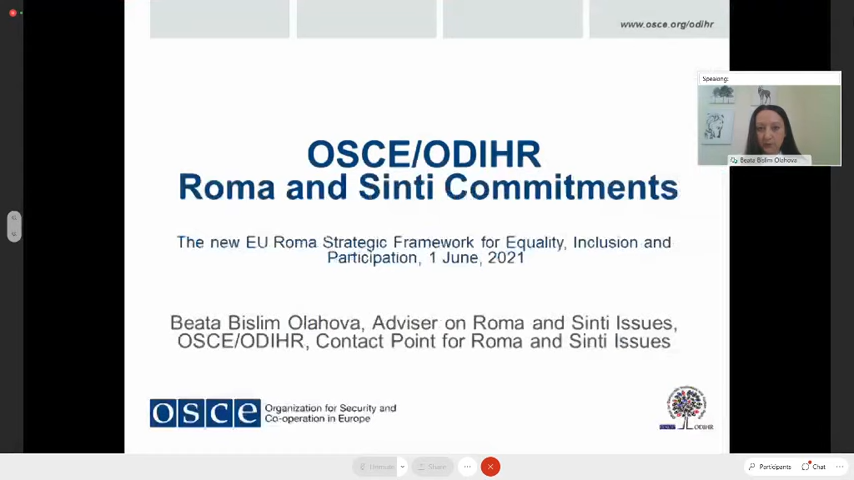 www.osce.org/odihr
Speaking:
Beata Bislim Olahova
OSCE/ODIHR
Roma and Sinti Commitments
The new EU Roma Strategic Framework for Equality, Inclusion and
Participation, 1 June, 2021
Beata Bislim Olahova, Adviser on Roma and Sinti Issues,
OSCE/ODIHR, Contact Point for Roma and Sinti Issues
osce
Organization for Security and
Co-operation in Europe
ODIHR
Unmute
Share
Participants
Chat